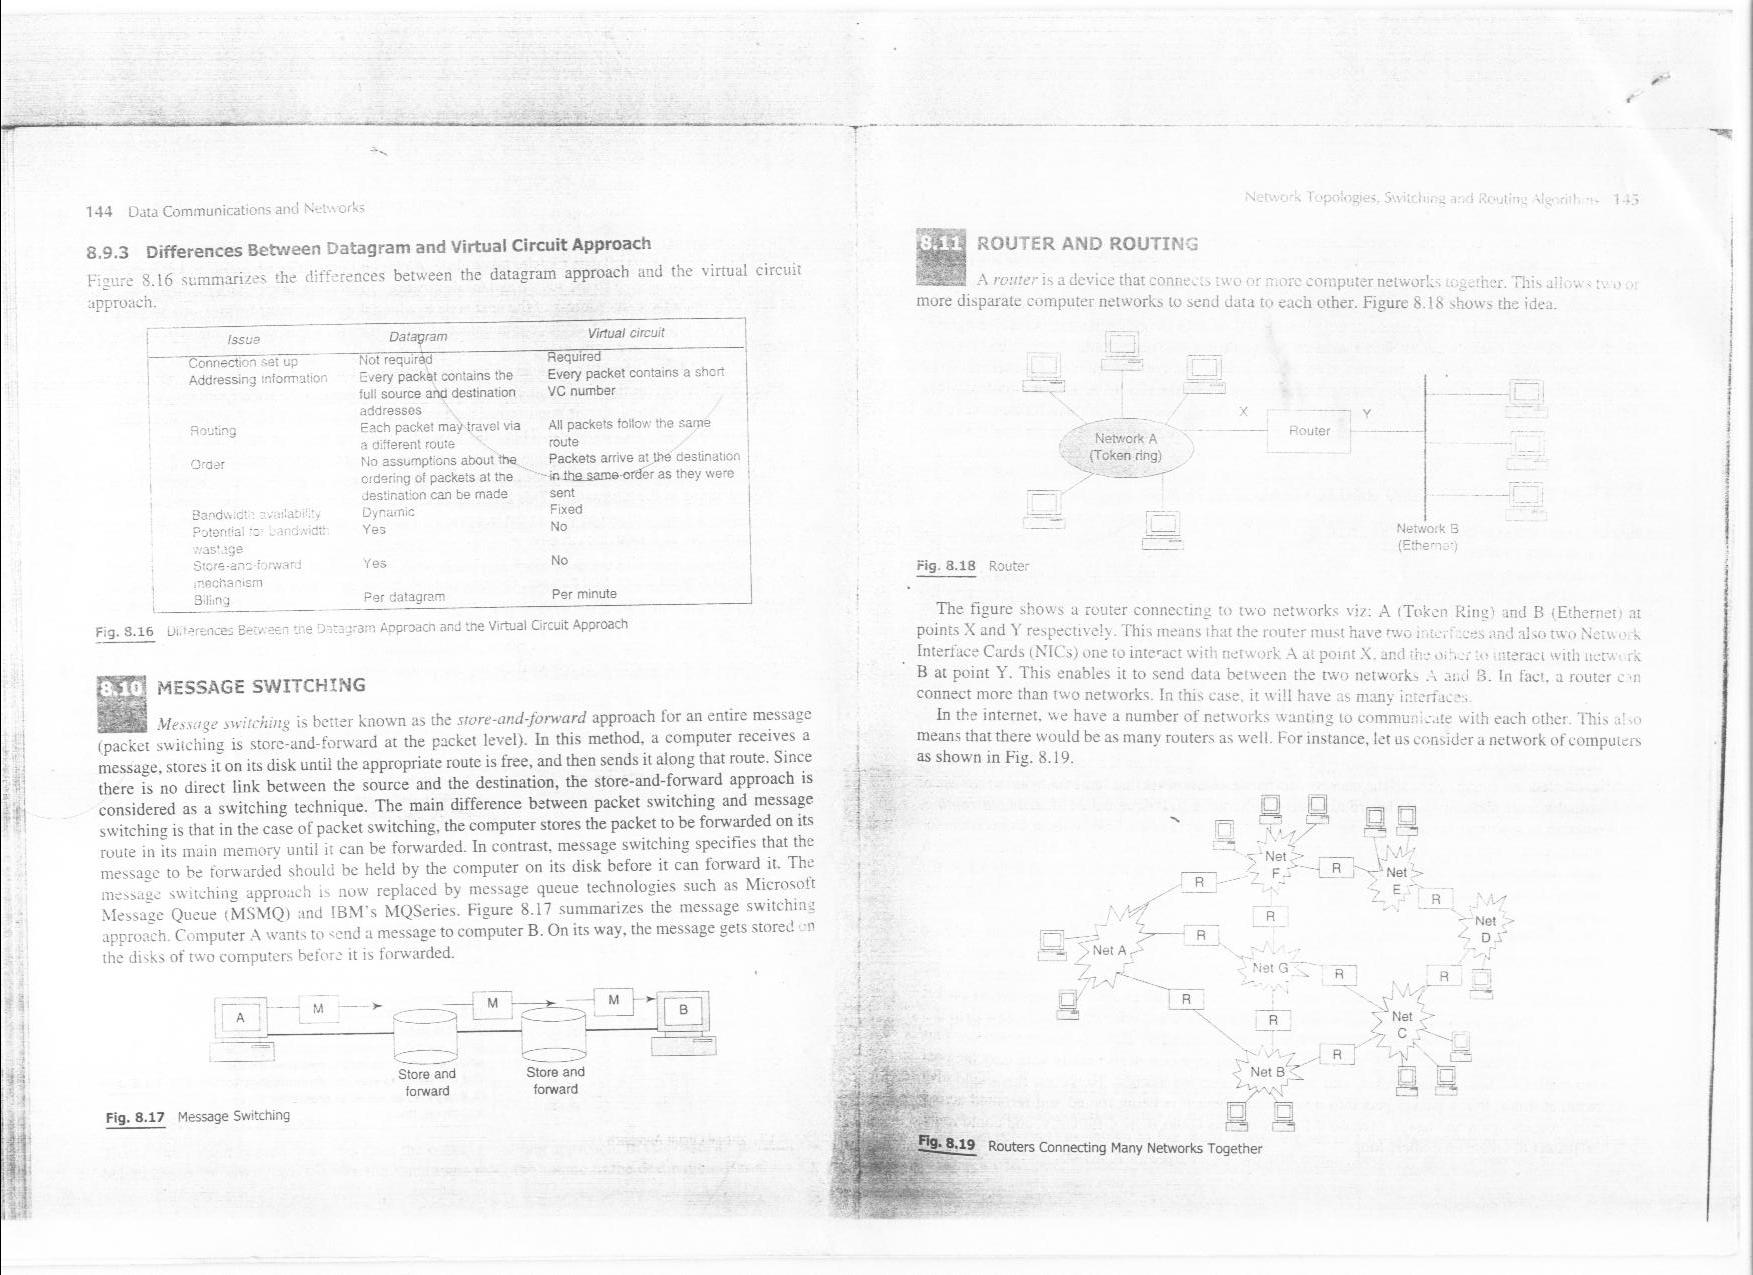 144 Data Communications and Networks
8.9.3 Differences Between Datagram and Virtual Circuit Approach
Figure 8.16 summarizes the differences between the datagram approach and the virtual circuit
approach.
Issue Datagram Virtual circuit
Connection set up Not required Required
Addressing information Every packet contains the Every packet contains a short
full source and destination VC number
addresses
Routing Each packet may travel via All packets follow the same
a different route route
Order No assumptions about the Packets arrive at the destination
ordering of packets at the in the same order as they were
destination can be made sent
Bandwidth availability Dynamic Fixed
Potential for bandwidth Yes No
wastage
Store-and-forward Yes No
mechanism
Billing Per datagram Per minute
Fig. 8.16 Differences Between the Datagram Approach and the Virtual Circuit Approach
8.10 MESSAGE SWITCHING
Message switching is better known as the store-and-forward approach for an entire message
(packet switching is store-and-forward at the packet level). In this method, a computer receives a
message, stores it on its disk until the appropriate route is free, and then sends it along that route. Since
there is no direct link between the source and the destination, the store-and-forward approach is
considered as a switching technique. The main difference between packet switching and message
switching is that in the case of packet switching, the computer stores the packet to be forwarded on its
route in its main memory until it can be forwarded. In contrast, message switching specifies that the
message to be forwarded should be held by the computer on its disk before it can forward it. The
message switching approach is now replaced by message queue technologies such as Microsoft
Message Queue (MSMQ) and IBM's MQSeries. Figure 8.17 summarizes the message switching
approach. Computer A wants to send a message to computer B. On its way, the message gets stored on
the disks of two computers before it is forwarded.
A M M M B
Store and Store and
forward forward
Fig. 8.17 Message Switching
Network Topologies, Switching and Routing Algorithms 145
8.11 ROUTER AND ROUTING
A router is a device that connects two or more computer networks together. This allows two or
more disparate computer networks to send data to each other. Figure 8.18 shows the idea.
X Y
Network A
(Token ring)
Router
Network B
(Ethernet)
Fig. 8.18 Router
The figure shows a router connecting to two networks viz: A (Token Ring) and B (Ethernet) at
points X and Y respectively. This means that the router must have two interfaces and also two Network
Interface Cards (NICs) one to interact with network A at point X, and the other to interact with network
B at point Y. This enables it to send data between the two networks A and B. In fact, a router can
connect more than two networks. In this case, it will have as many interfaces.
In the internet, we have a number of networks wanting to communicate with each other. This also
means that there would be as many routers as well. For instance, let us consider a network of computers
as shown in Fig. 8.19.
Net
F
R
Net
E
R
R
R
Net
D
R
Net A
Net G
R
R
R
Net
C
R
R
R
Net B
Fig. 8.19 Routers Connecting Many Networks Together